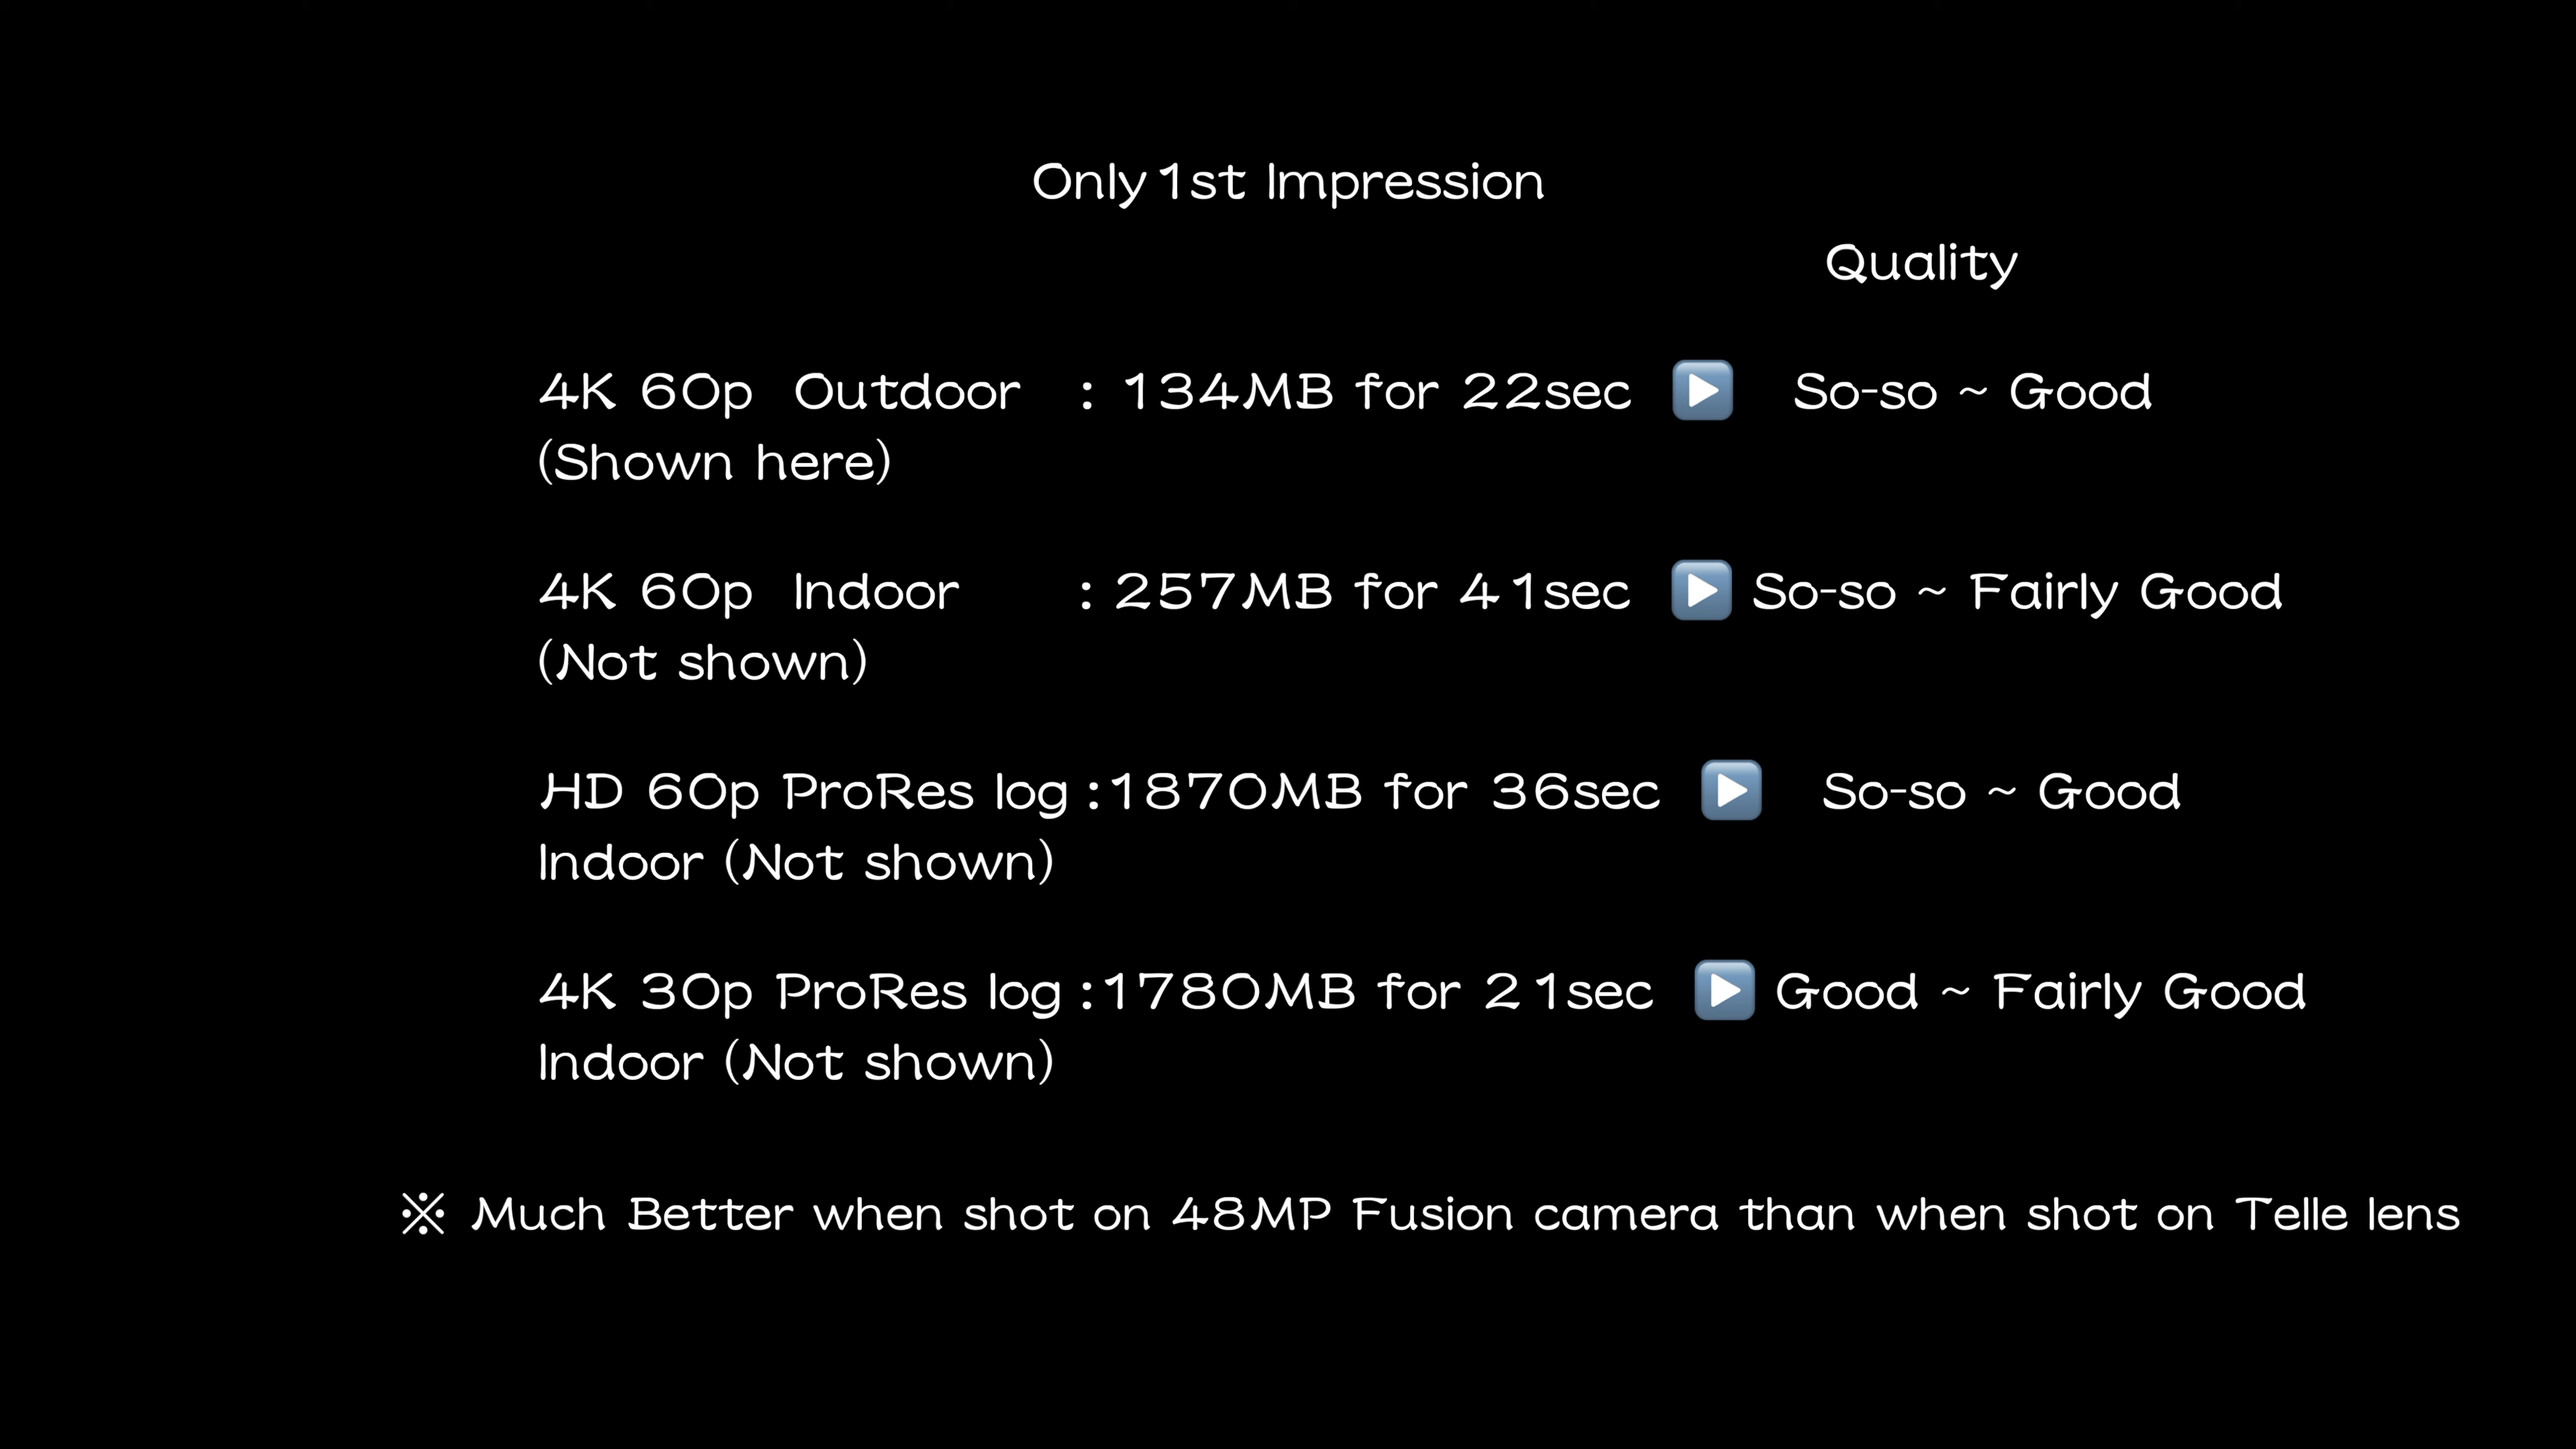 Only 1st Impression
Quality
4K 60p Outdoor : 134MB for 22sec ▶️ So-so ~ Good
(Shown here)
4K 60p Indoor : 257MB for 41sec ▶️ So-so ~ Fairly Good
(Not shown)
HD 60p ProRes log :1870MB for 36sec ▶️ So-so ~ Good
Indoor (Not shown)
4K 30p ProRes log :1780MB for 21sec ▶️ Good ~ Fairly Good
Indoor (Not shown)
※ Much Better when shot on 48MP Fusion camera than when shot on Telle lens